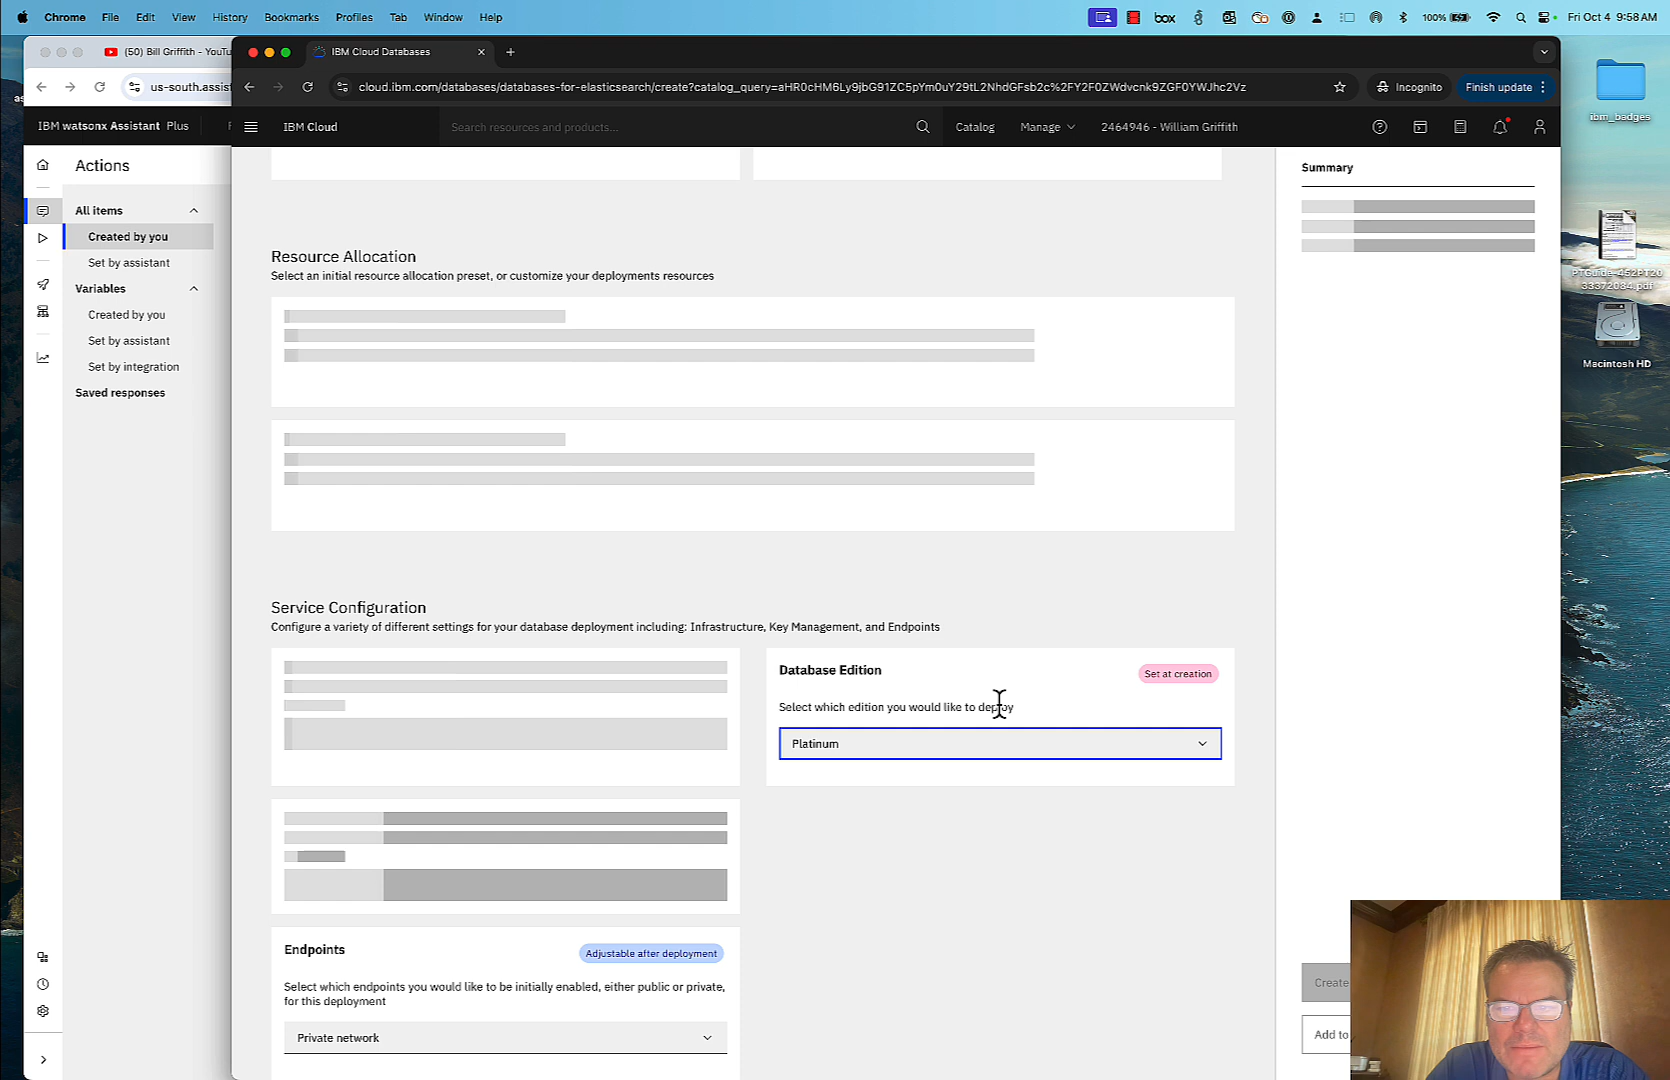 Chrome File Edit View History Bookmarks Profiles Tab Window Help
box 100% Fri Oct 4 9:58 AM
(50) Bill Griffith - YouTu
IBM Cloud Databases
us-south.assist
cloud.ibm.com/databases/databases-for-elasticsearch/create?catalog_query=aHR0cHM6Ly9jbG91ZC5pYm0uY29tL2NhdGFsb2c%2FY2F0ZWdvcnk9ZGF0YWJhc2Vz
Incognito
Finish update
IBM watsonx Assistant Plus
IBM Cloud
Search resources and products...
Catalog
Manage
2464946 - William Griffith
ibm_badges
Actions
All items
Created by you
Set by assistant
Variables
Created by you
Set by assistant
Set by integration
Saved responses
Resource Allocation
Select an initial resource allocation preset, or customize your deployments resources
Service Configuration
Configure a variety of different settings for your database deployment including: Infrastructure, Key Management, and Endpoints
Database Edition
Set at creation
Select which edition you would like to deploy
Platinum
Endpoints
Adjustable after deployment
Select which endpoints you would like to be initially enabled, either public or private,
for this deployment
Private network
Summary
Create
Add to
PTGuide-452PT20
33372084.pdf
Macintosh HD